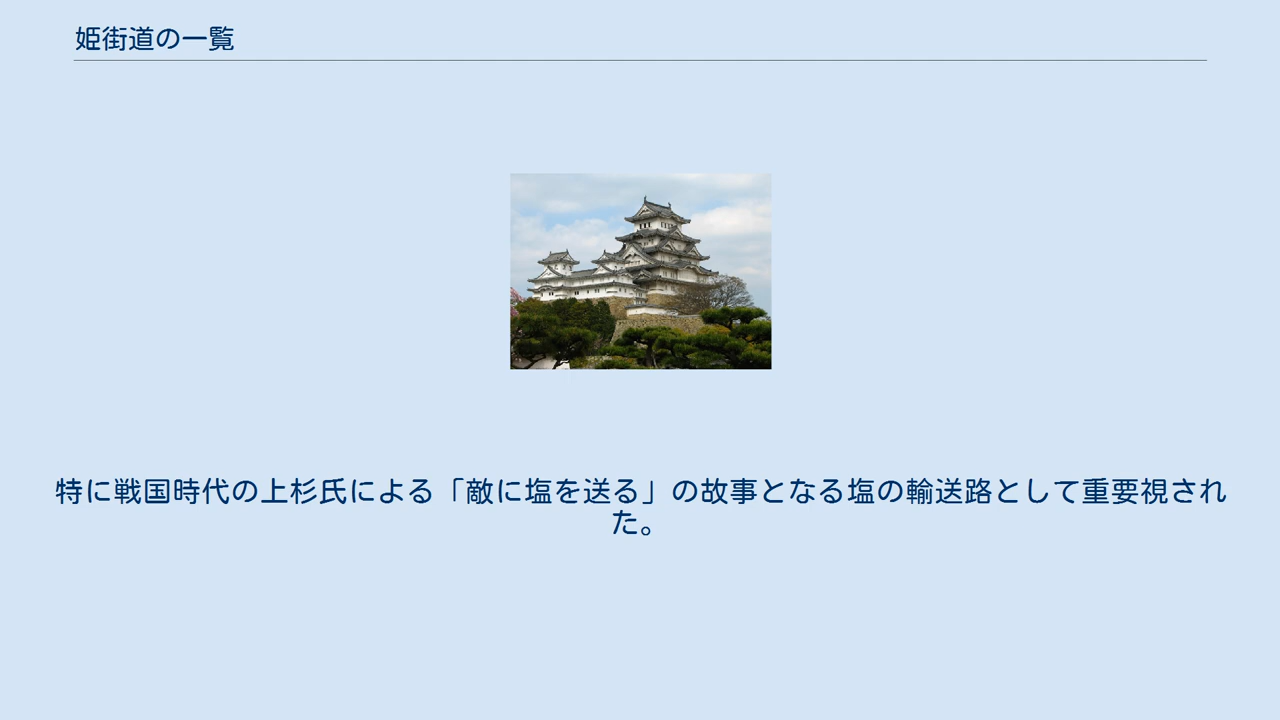 姫街道の一覧
特に戦国時代の上杉氏による「敵に塩を送る」の故事となる塩の輸送路として重要視され
た。